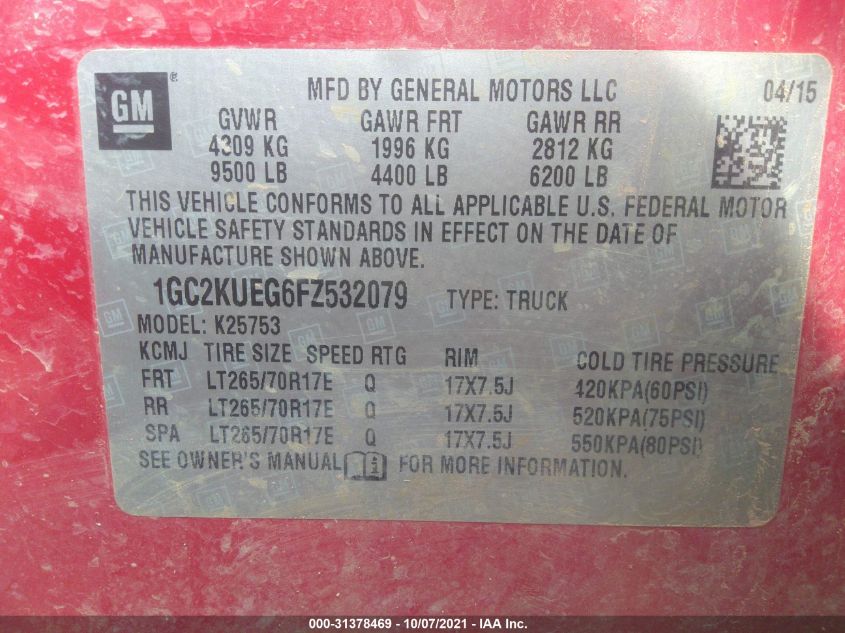 GM ®
MFD BY GENERAL MOTORS LLC 04/15
GVWR GAWR FRT GAWR RR
4309 KG 1996 KG 2812 KG
9500 LB 4400 LB 6200 LB
THIS VEHICLE CONFORMS TO ALL APPLICABLE U.S. FEDERAL MOTOR
VEHICLE SAFETY STANDARDS IN EFFECT ON THE DATE OF
MANUFACTURE SHOWN ABOVE.
1GC2KUEG6FZ532079 TYPE: TRUCK
MODEL: K25753
KCMJ TIRE SIZE SPEED RTG RIM COLD TIRE PRESSURE
FRT LT265/70R17E Q 17X7.5J 420KPA(60PSI)
RR LT265/70R17E Q 17X7.5J 520KPA(75PSI)
SPA LT265/70R17E Q 17X7.5J 550KPA(80PSI)
SEE OWNER'S MANUAL FOR MORE INFORMATION.
000-31378469 - 10/07/2021 - IAA Inc.